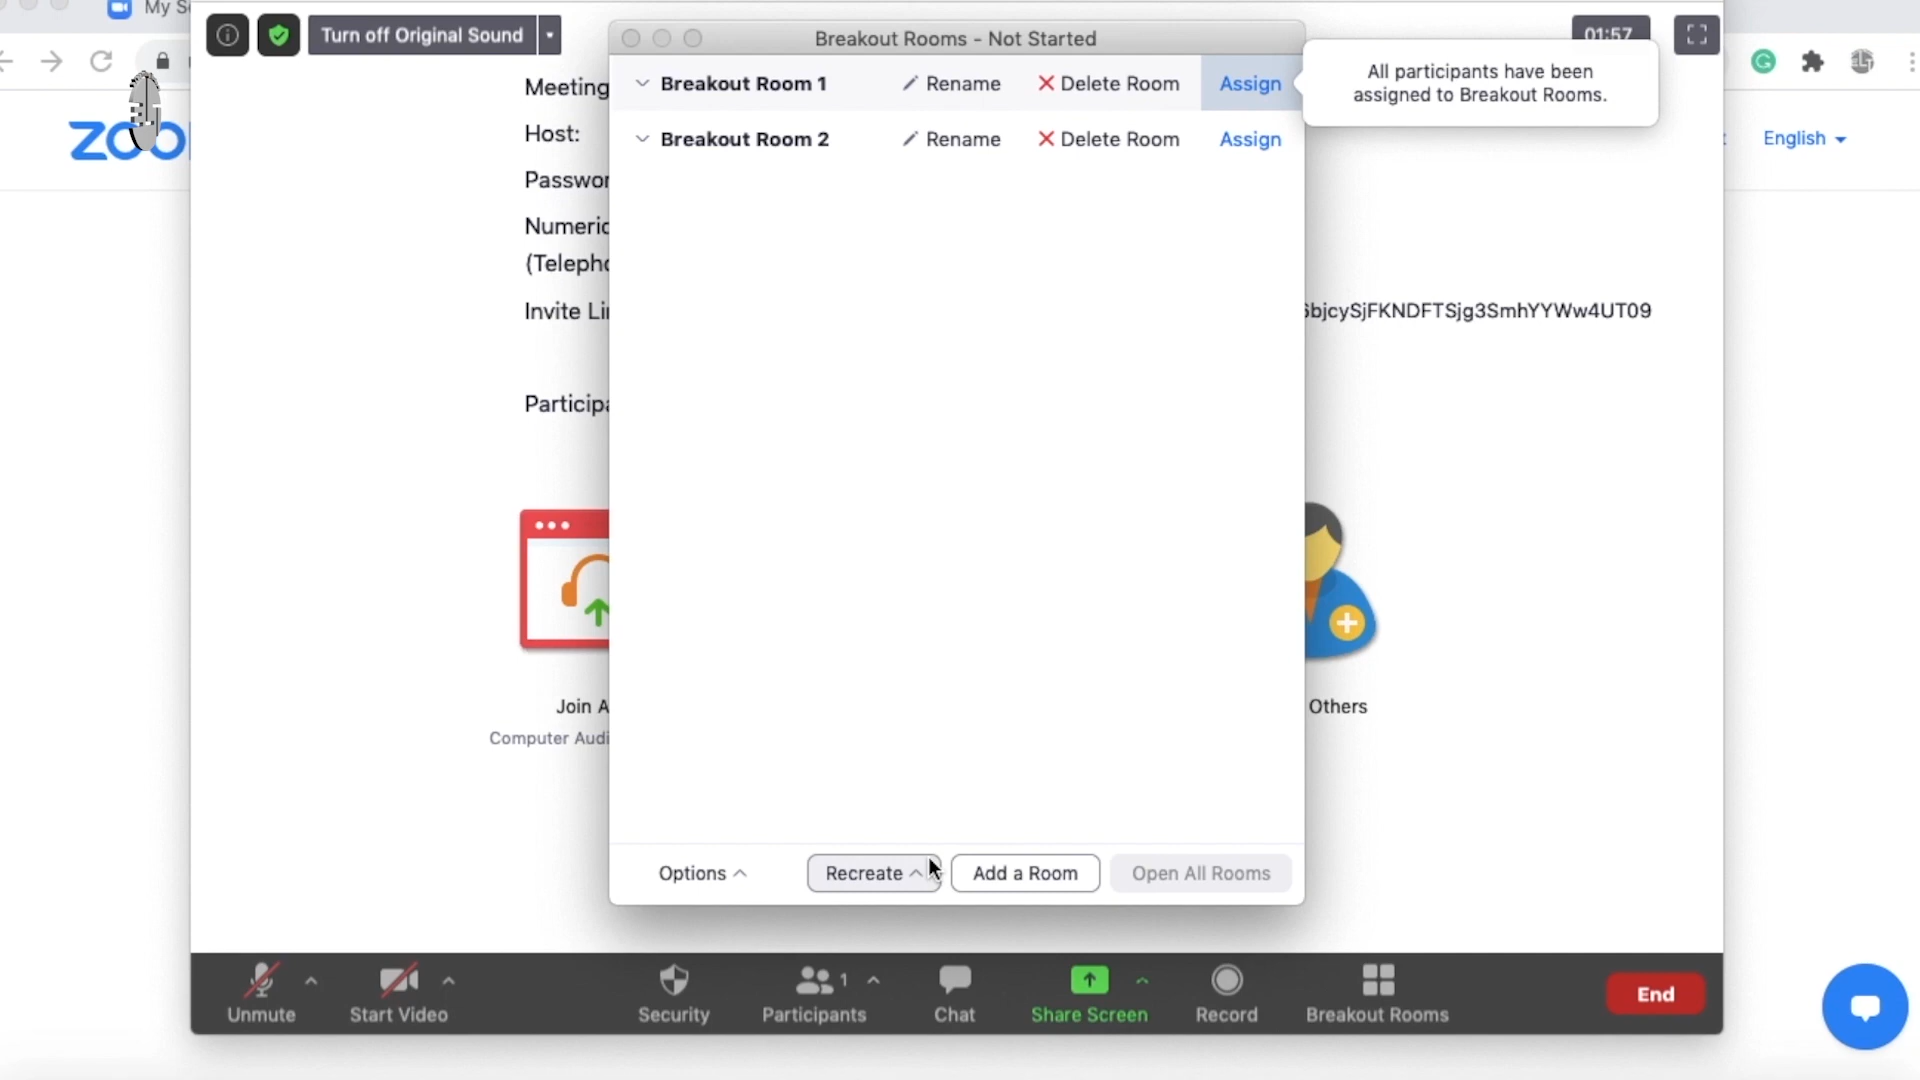 My S
Turn off Original Sound
Breakout Rooms - Not Started
01:57
Breakout Room 1
Rename
Delete Room
Assign
All participants have been
assigned to Breakout Rooms.
Breakout Room 2
Rename
Delete Room
Assign
English
Meeting
Host:
Passwor
Numeric
(Telepho
Invite Li
bjcySjFKNDFTSjg3SmhYYWw4UT09
Participa
Join A
Computer Audi
Others
Options
Recreate
Add a Room
Open All Rooms
1
Unmute
Start Video
Security
Participants
Chat
Share Screen
Record
Breakout Rooms
End